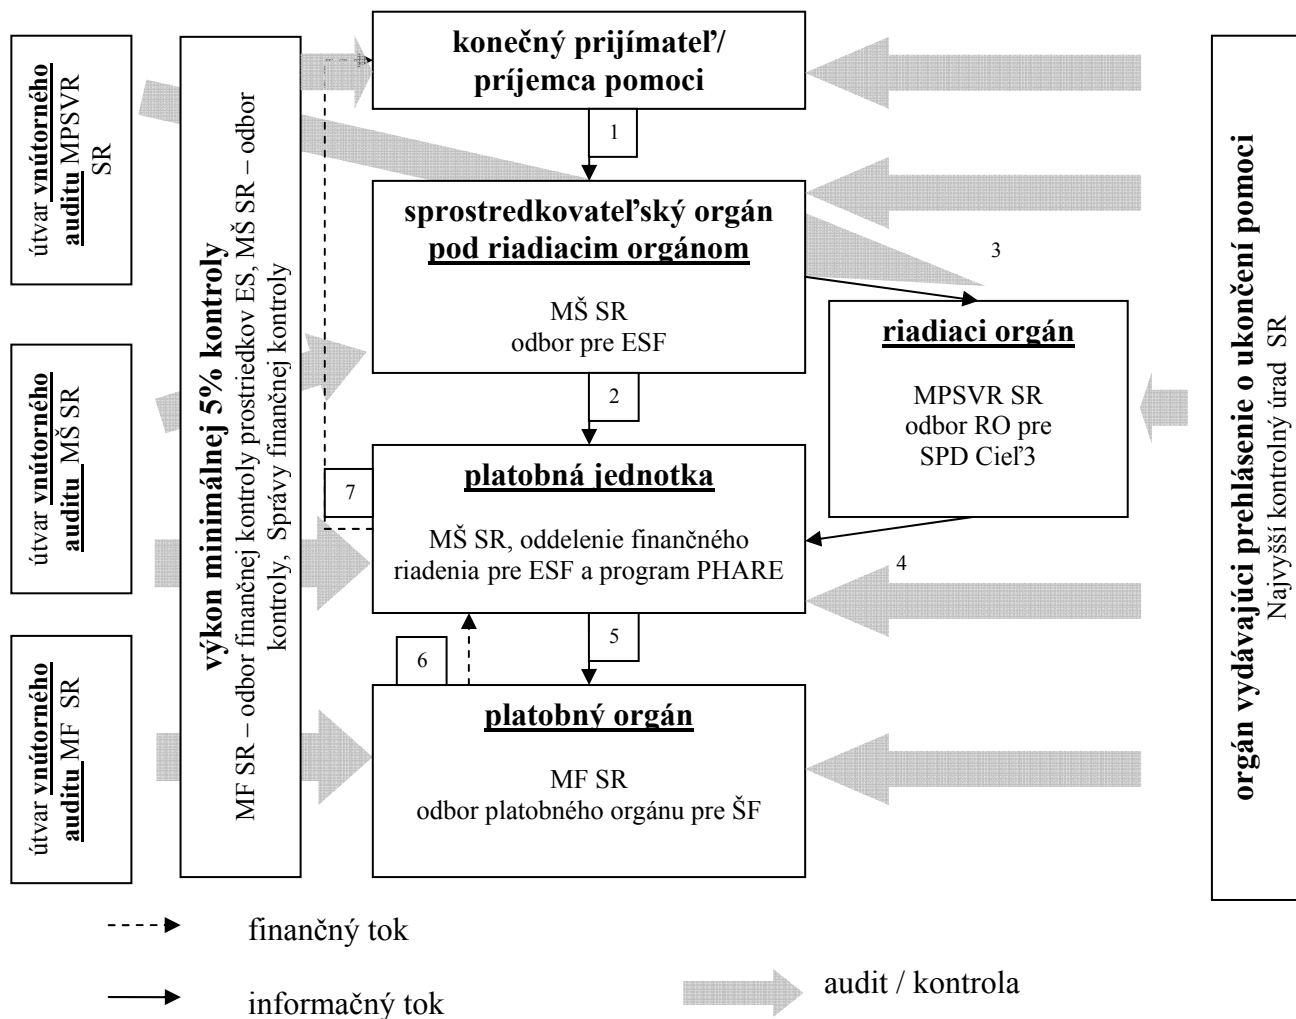 konečný prijímateľ/
príjemca pomoci
1
sprostredkovateľský orgán
pod riadiacim orgánom
MŠ SR
odbor pre ESF
2
3
riadiaci orgán
MPSVR SR
odbor RO pre
SPD Cieľ3
platobná jednotka
MŠ SR, oddelenie finančného
riadenia pre ESF a program PHARE
7
4
5
6
platobný orgán
MF SR
odbor platobného orgánu pre ŠF
útvar vnútorného
auditu MPSVR
SR
útvar vnútorného
auditu MŠ SR
útvar vnútorného
auditu MF SR
výkon minimálnej 5% kontroly
MF SR – odbor finančnej kontroly prostriedkov ES, MŠ SR – odbor
kontroly, Správy finančnej kontroly
orgán vydávajúci prehlásenie o ukončení pomoci
Najvyšší kontrolný úrad SR
finančný tok
informačný tok
audit / kontrola